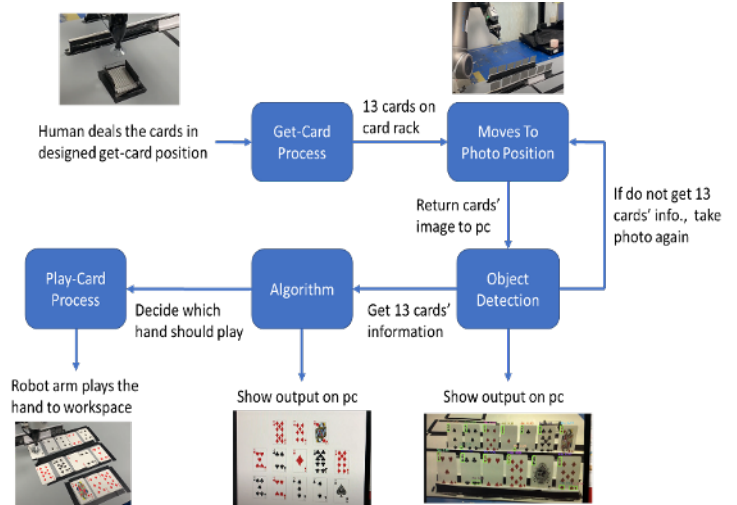 Human deals the cards in
designed get-card position
Get-Card
Process
13 cards on
card rack
Moves To
Photo Position
Return cards'
image to pc
If do not get 13
cards' info., take
photo again
Object
Detection
Get 13 cards'
information
Algorithm
Decide which
hand should play
Play-Card
Process
Robot arm plays the
hand to workspace
Show output on pc
Show output on pc